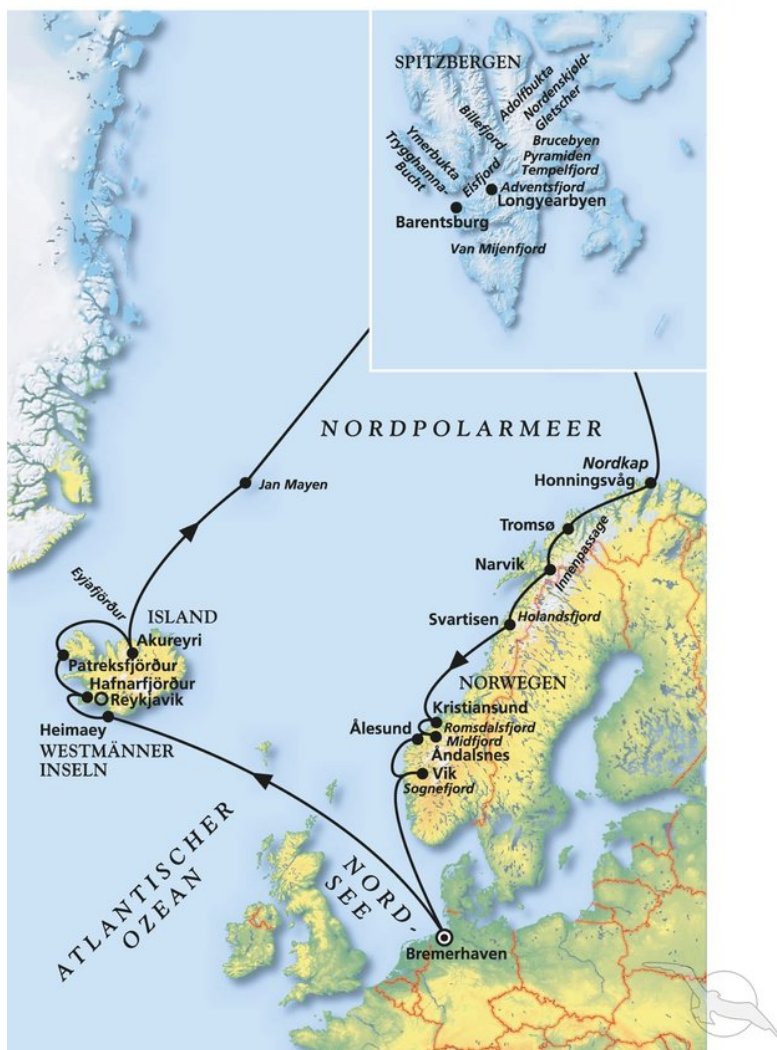 SPITZBERGEN
Adolfbukta
Nordenskjøld-
Gletscher
Billefjord
Brucebyen
Pyramiden
Tempelfjord
Ymerbukta
Trygghamna-
Bucht
Eisfjord
Adventsfjord
Longyearbyen
Barentsburg
Van Mijenfjord
NORDPOLARMEER
Nordkap
Honningsvåg
Jan Mayen
Tromsø
Innenpassage
Narvik
Eyjafjörður
ISLAND
Svartisen
Holandsfjord
Akureyri
Patreksfjörður
NORWEGEN
Hafnarfjörður
Reykjavik
Kristiansund
Heimaey
Ålesund
Romsdalsfjord
Midfjord
WESTMÄNNER
INSELN
Åndalsnes
Vik
Sognefjord
ATLANTISCHER
OZEAN
NORD-
SEE
Bremerhaven